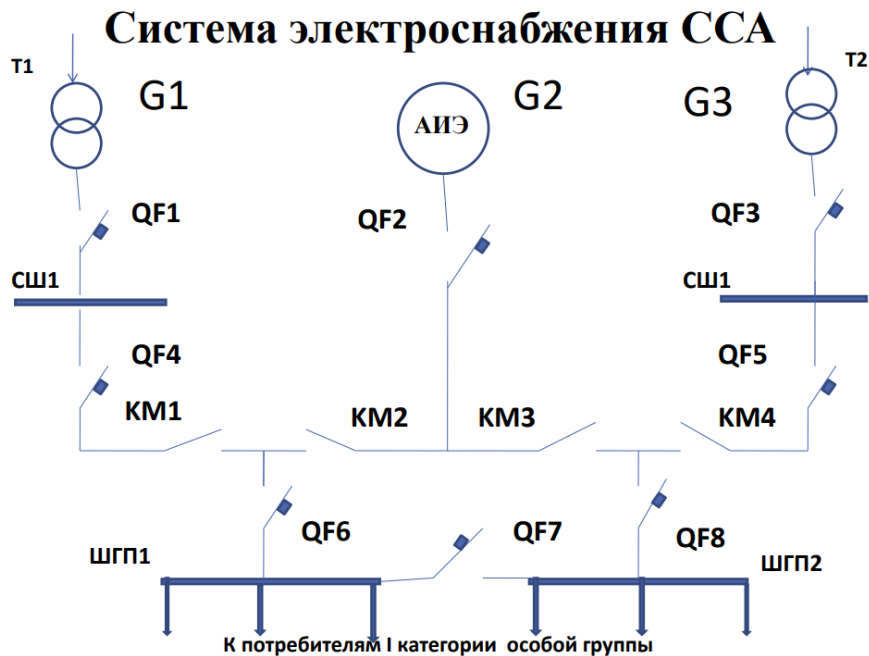 Система электроснабжения ССА
Т1
G1
АИЭ
G2
G3
Т2
QF1
QF2
QF3
СШ1
СШ1
QF4
QF5
КМ1
КМ2
КМ3
КМ4
QF6
QF7
QF8
ШГП1
ШГП2
К потребителям I категории особой группы